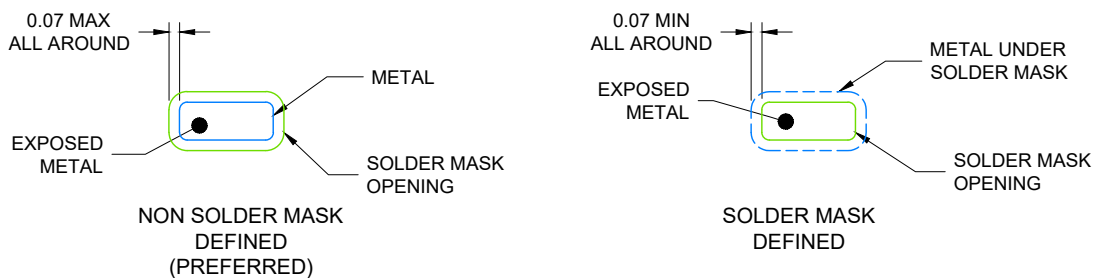 0.07 MAX
ALL AROUND
METAL
EXPOSED
METAL
SOLDER MASK
OPENING
NON SOLDER MASK
DEFINED
(PREFERRED)
0.07 MIN
ALL AROUND
METAL UNDER
SOLDER MASK
EXPOSED
METAL
SOLDER MASK
OPENING
SOLDER MASK
DEFINED